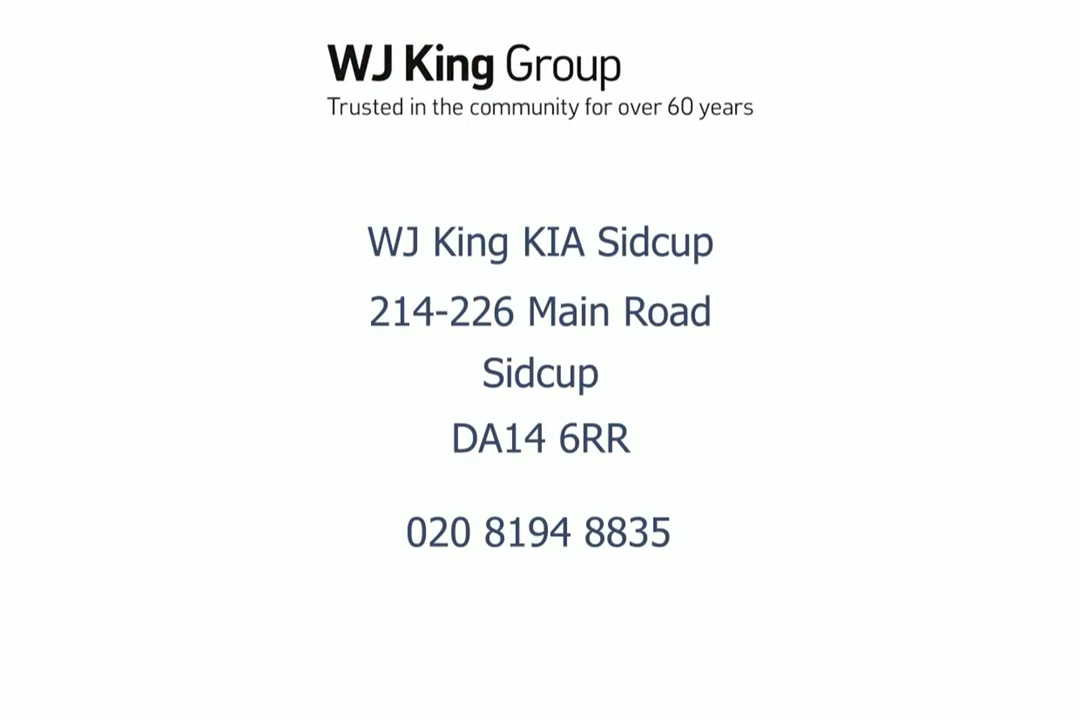 WJ King Group
Trusted in the community for over 60 years
WJ King KIA Sidcup
214-226 Main Road
Sidcup
DA14 6RR
020 8194 8835